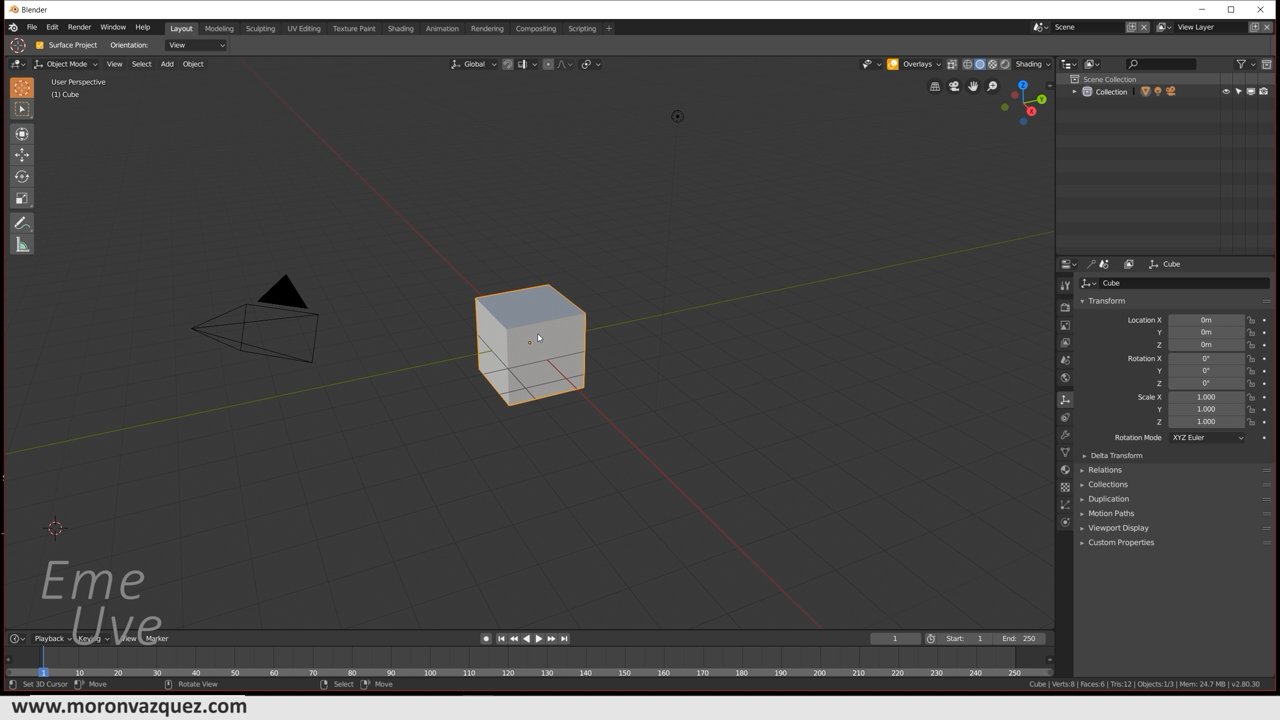 Blender
File Edit Render Window Help
Layout Modeling Sculpting UV Editing Texture Paint Shading Animation Rendering Compositing Scripting +
Scene
View Layer
Surface Project Orientation: View
Object Mode View Select Add Object
Global
Overlays
Shading
User Perspective
(1) Cube
Z
Y
X
Scene Collection
Collection
Cube
Cube
Transform
Location X 0m
Y 0m
Z 0m
Rotation X 0°
Y 0°
Z 0°
Scale X 1.000
Y 1.000
Z 1.000
Rotation Mode XYZ Euler
Delta Transform
Relations
Collections
Duplication
Motion Paths
Viewport Display
Custom Properties
Eme
Uve
Playback Keying View Marker
1
Start: 1 End: 250
1 10 20 30 40 50 60 70 80 90 100 110 120 130 140 150 160 170 180 190 200 210 220 230 240 250
Set 3D Cursor Move Rotate View Select Move
Cube | Verts:8 | Faces:6 | Tris:12 | Objects:1/3 | Mem: 24.7 MB | v2.80.30
www.moronvazquez.com